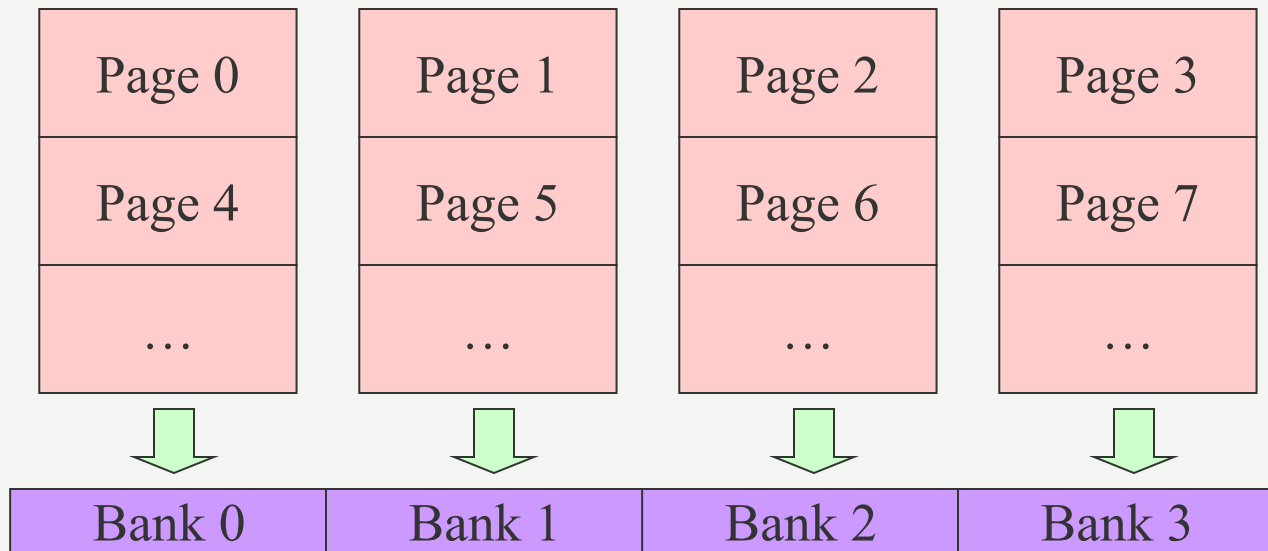 Page 0 Page 1 Page 2 Page 3
Page 4 Page 5 Page 6 Page 7
… … … …
Bank 0 Bank 1 Bank 2 Bank 3